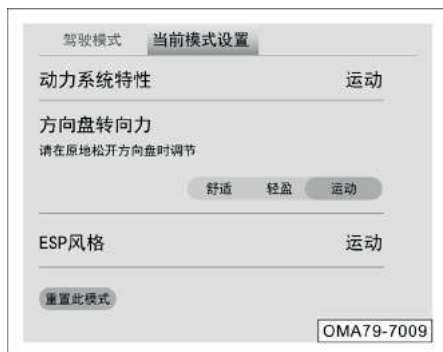 驾驶模式 当前模式设置
动力系统特性 运动
方向盘转向力
请在原地松开方向盘时调节
舒适 轻盈 运动
ESP风格 运动
重置此模式
OMA79-7009